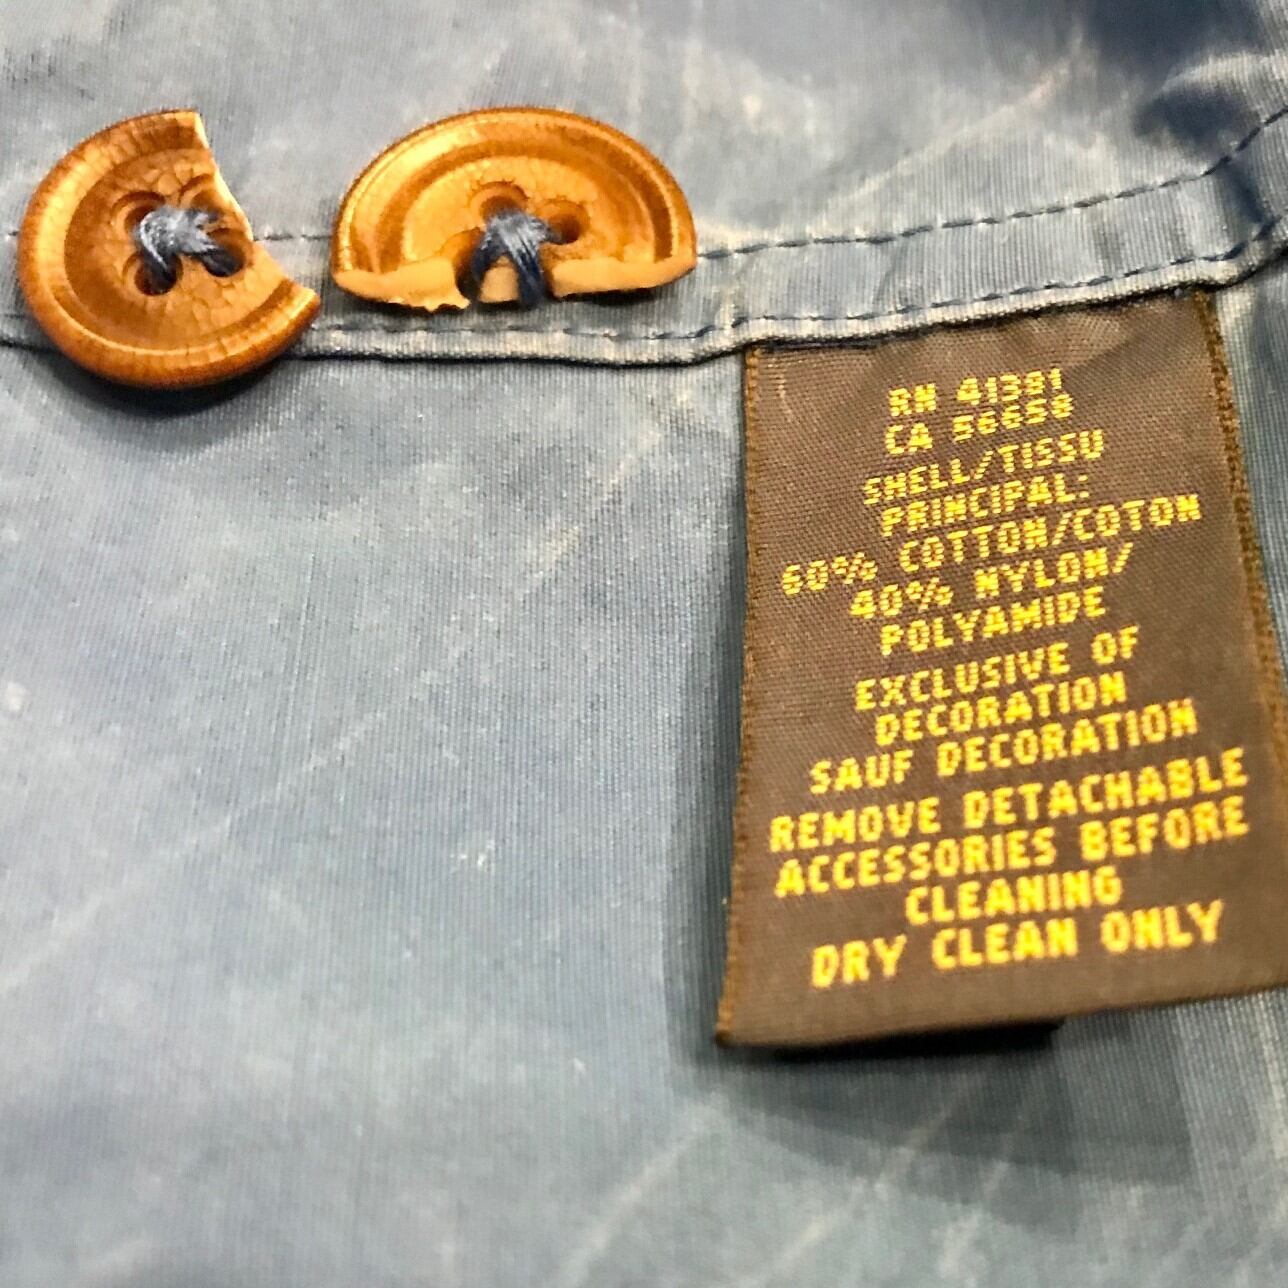 RN 41381
CA 56658
SHELL/TISSU
PRINCIPAL:
60% COTTON/COTON
40% NYLON/
POLYAMIDE
EXCLUSIVE OF
DECORATION
SAUF DECORATION
REMOVE DETACHABLE
ACCESSORIES BEFORE
CLEANING
DRY CLEAN ONLY